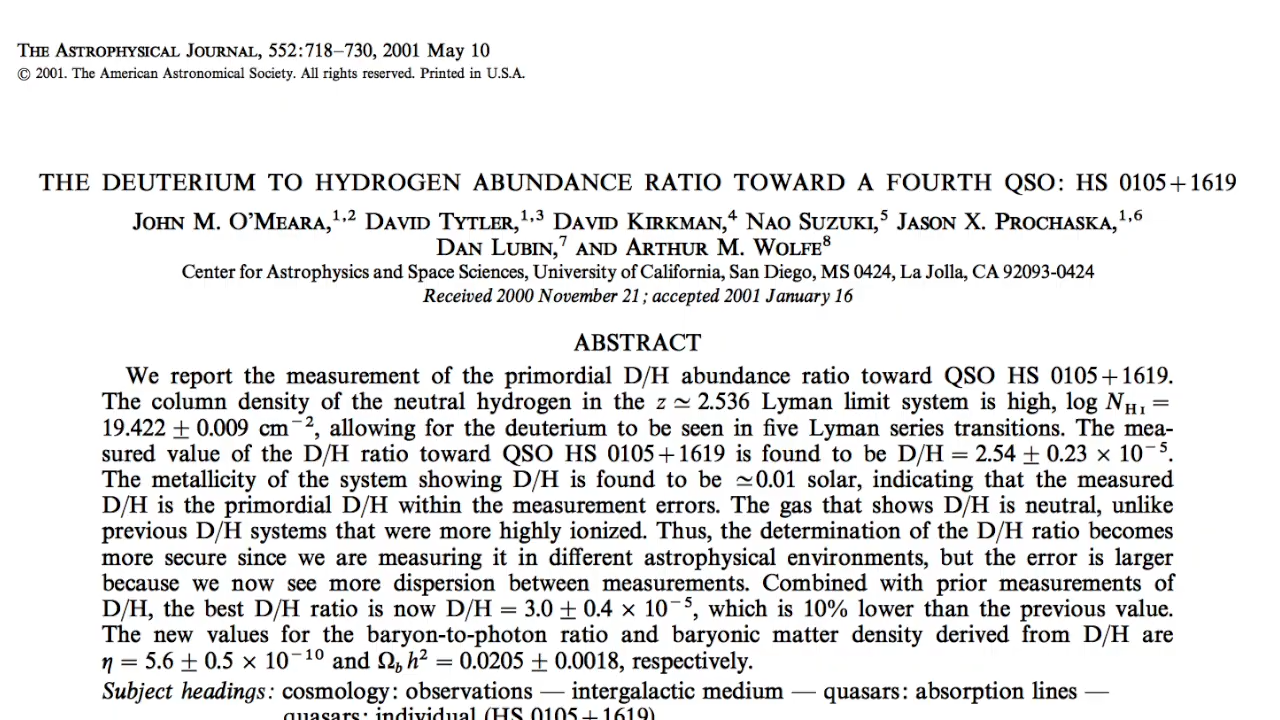 THE ASTROPHYSICAL JOURNAL, 552:718–730, 2001 May 10
© 2001. The American Astronomical Society. All rights reserved. Printed in U.S.A.
THE DEUTERIUM TO HYDROGEN ABUNDANCE RATIO TOWARD A FOURTH QSO: HS 0105+1619
JOHN M. O'MEARA,1,2 DAVID TYTLER,1,3 DAVID KIRKMAN,4 NAO SUZUKI,5 JASON X. PROCHASKA,1,6
DAN LUBIN,7 AND ARTHUR M. WOLFE8
Center for Astrophysics and Space Sciences, University of California, San Diego, MS 0424, La Jolla, CA 92093-0424
Received 2000 November 21; accepted 2001 January 16
ABSTRACT
We report the measurement of the primordial D/H abundance ratio toward QSO HS 0105+1619.
The column density of the neutral hydrogen in the z ≃ 2.536 Lyman limit system is high, log N_H I =
19.422 ± 0.009 cm−2, allowing for the deuterium to be seen in five Lyman series transitions. The mea-
sured value of the D/H ratio toward QSO HS 0105+1619 is found to be D/H = 2.54 ± 0.23 × 10−5.
The metallicity of the system showing D/H is found to be ≃0.01 solar, indicating that the measured
D/H is the primordial D/H within the measurement errors. The gas that shows D/H is neutral, unlike
previous D/H systems that were more highly ionized. Thus, the determination of the D/H ratio becomes
more secure since we are measuring it in different astrophysical environments, but the error is larger
because we now see more dispersion between measurements. Combined with prior measurements of
D/H, the best D/H ratio is now D/H = 3.0 ± 0.4 × 10−5, which is 10% lower than the previous value.
The new values for the baryon-to-photon ratio and baryonic matter density derived from D/H are
η = 5.6 ± 0.5 × 10−10 and Ω_b h2 = 0.0205 ± 0.0018, respectively.
Subject headings: cosmology: observations — intergalactic medium — quasars: absorption lines —
quasars: individual (HS 0105+1619)